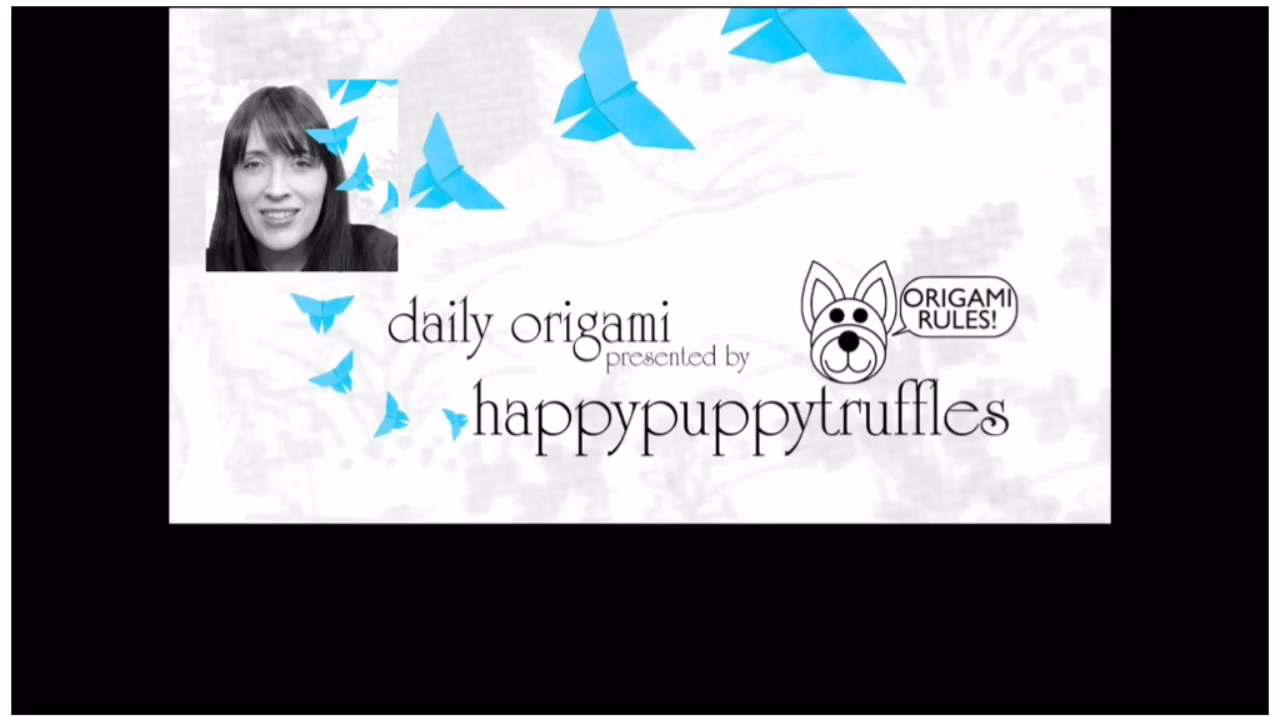 daily origami
presented by
ORIGAMI
RULES!
happypuppytruffles